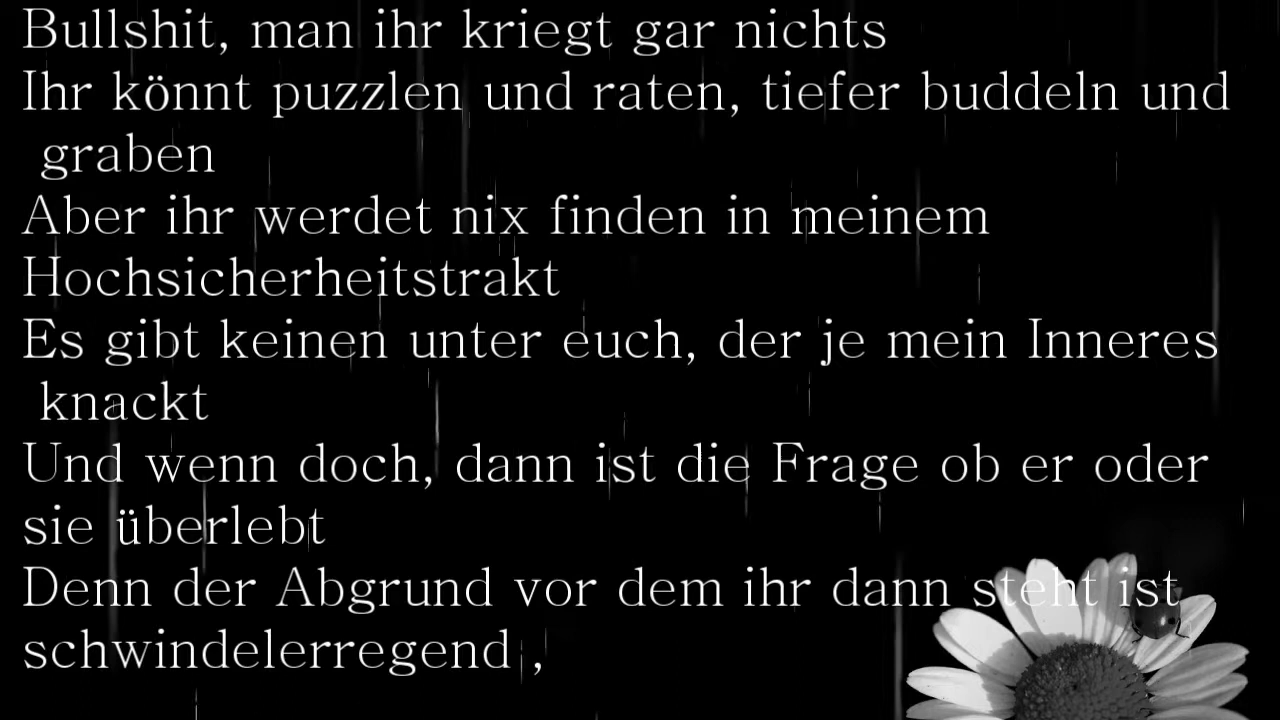 Bullshit, man ihr kriegt gar nichts
Ihr könnt puzzlen und raten, tiefer buddeln und
graben
Aber ihr werdet nix finden in meinem
Hochsicherheitstrakt
Es gibt keinen unter euch, der je mein Inneres
knackt
Und wenn doch, dann ist die Frage ob er oder
sie überlebt
Denn der Abgrund vor dem ihr dann steht ist
schwindelerregend ,